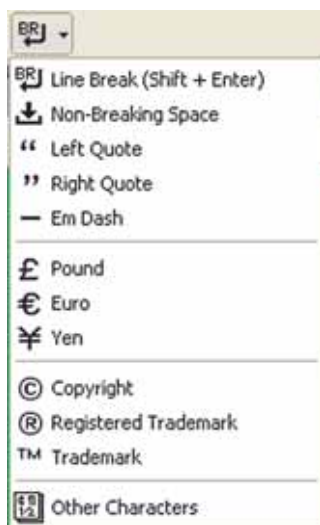 BR
BR Line Break (Shift + Enter)
Non-Breaking Space
“ Left Quote
” Right Quote
— Em Dash
£ Pound
€ Euro
¥ Yen
© Copyright
® Registered Trademark
TM Trademark
Other Characters